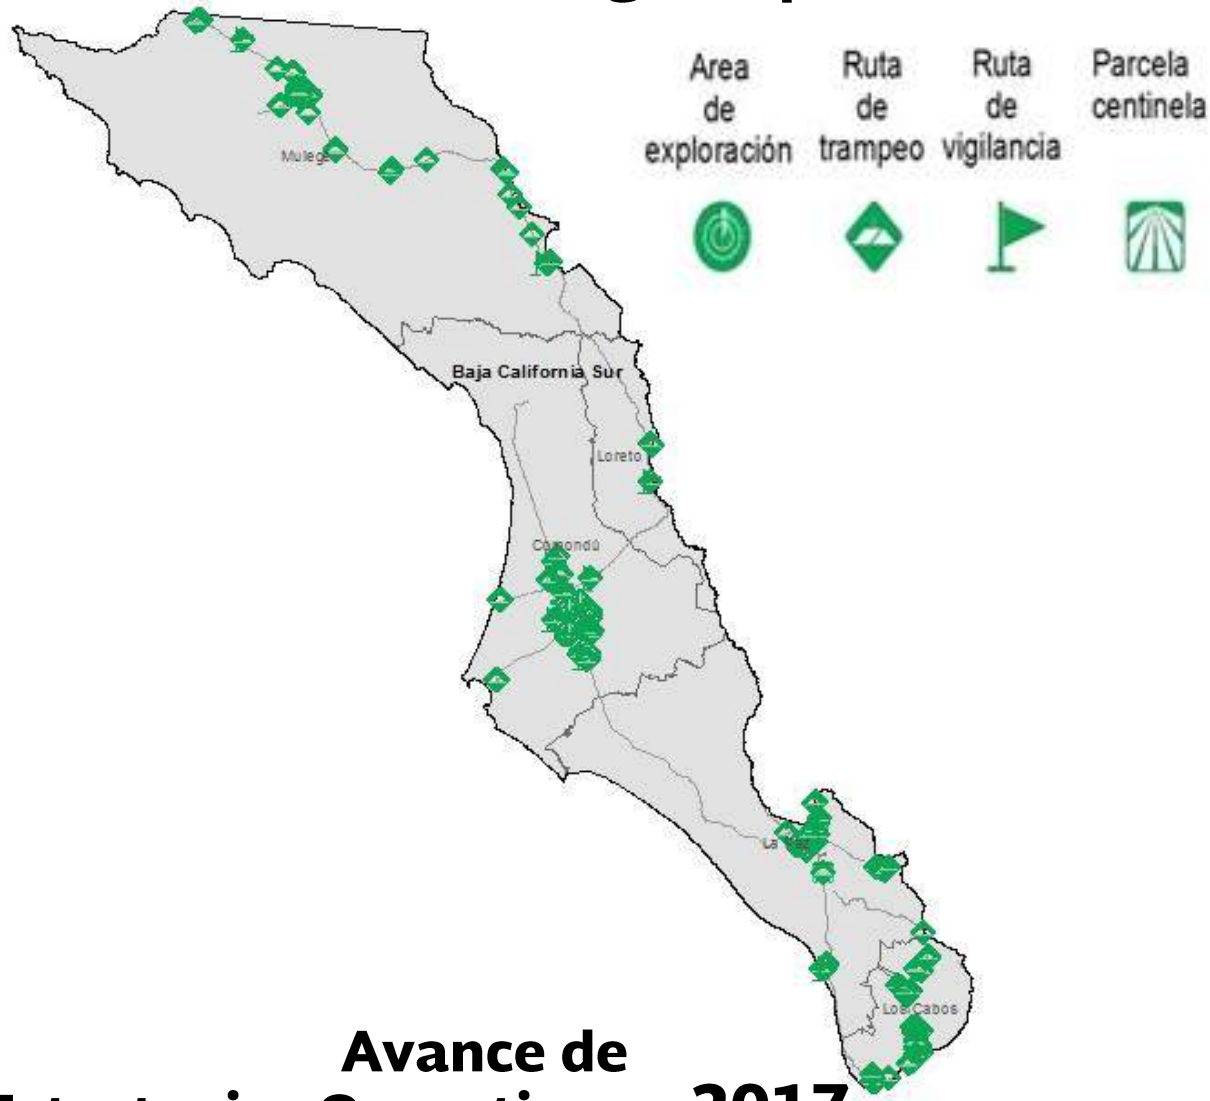 Area
de
exploración
Ruta
de
trampeo
Ruta
de
vigilancia
Parcela
centinela
Mulegé
Baja California Sur
Loreto
Comondú
La Paz
Los Cabos
Avance de
2017